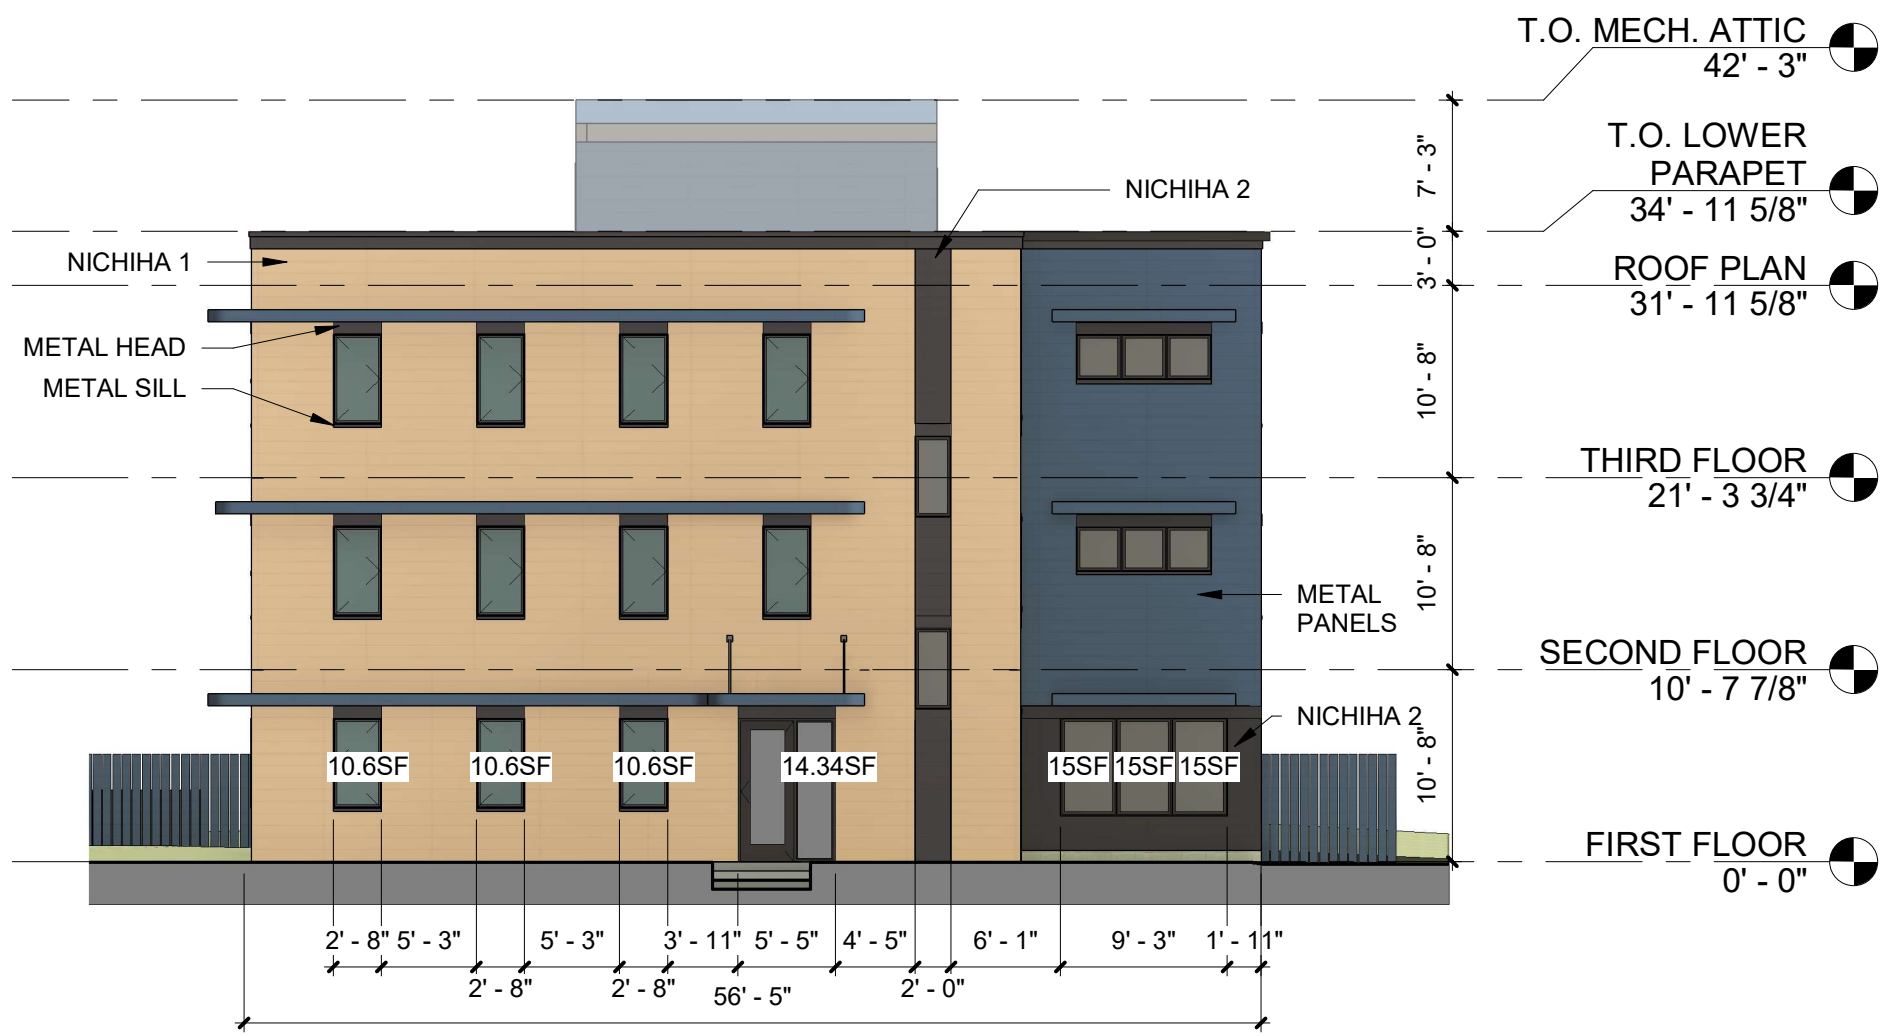 T.O. MECH. ATTIC
42' - 3"
T.O. LOWER
PARAPET
34' - 11 5/8"
ROOF PLAN
31' - 11 5/8"
THIRD FLOOR
21' - 3 3/4"
SECOND FLOOR
10' - 7 7/8"
FIRST FLOOR
0' - 0"
7' - 3"
3' - 0"
10' - 8"
10' - 8"
10' - 8"
NICHIHA 2
NICHIHA 1
METAL HEAD
METAL SILL
METAL
PANELS
NICHIHA 2
10.6SF 10.6SF 10.6SF 14.34SF 15SF 15SF 15SF
2' - 8" 5' - 3" 5' - 3" 3' - 11" 5' - 5" 4' - 5" 6' - 1" 9' - 3" 1' - 11"
2' - 8" 2' - 8" 2' - 0"
56' - 5"